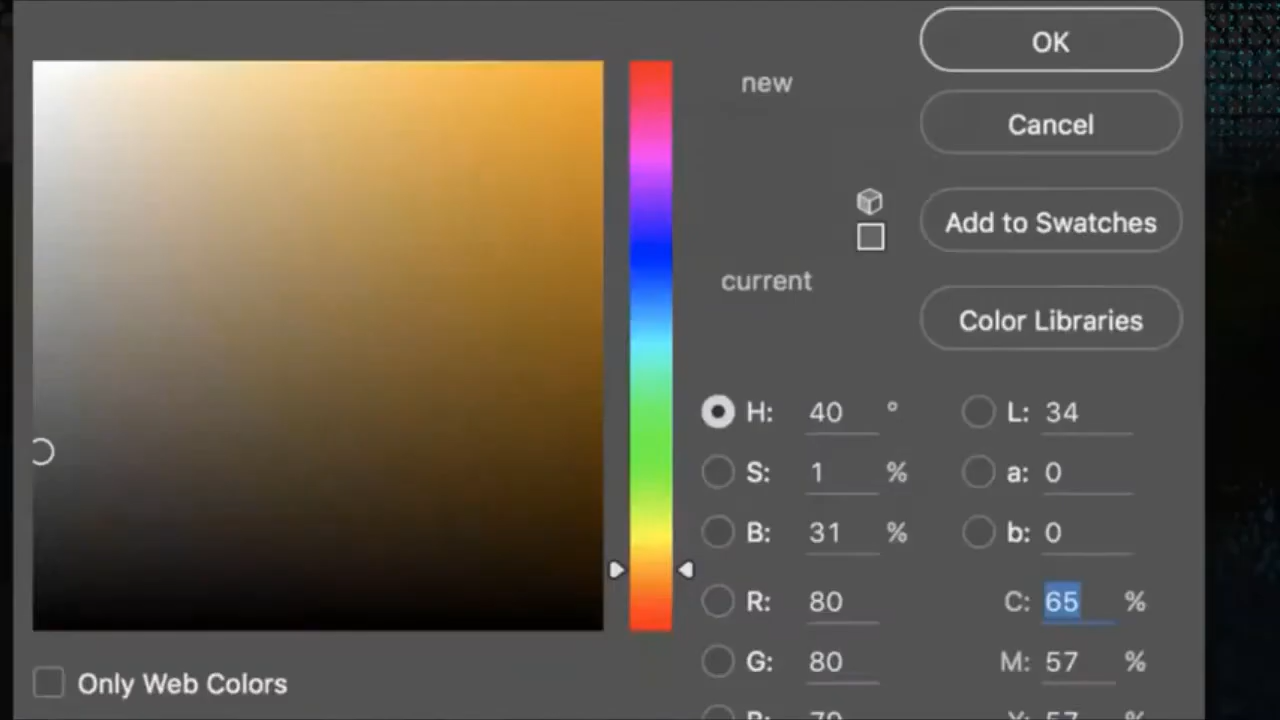 OK
new
Cancel
Add to Swatches
current
Color Libraries
H: 40 ° L: 34
S: 1 % a: 0
B: 31 % b: 0
R: 80 C: 65 %
G: 80 M: 57 %
Only Web Colors